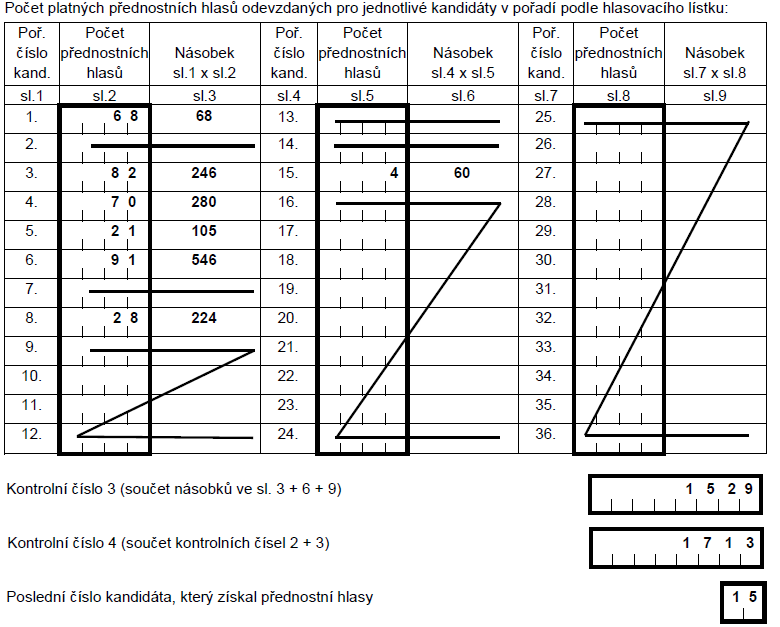 Počet platných přednostních hlasů odevzdaných pro jednotlivé kandidáty v pořadí podle hlasovacího lístku:
Poř. číslo kand. Počet přednostních hlasů Násobek sl.1 x sl.2 Poř. číslo kand. Počet přednostních hlasů Násobek sl.4 x sl.5 Poř. číslo kand. Počet přednostních hlasů Násobek sl.7 x sl.8
sl.1 sl.2 sl.3 sl.4 sl.5 sl.6 sl.7 sl.8 sl.9
1. 6 8 68 13. 25.
2. 14. 26.
3. 8 2 246 15. 4 60 27.
4. 7 0 280 16. 28.
5. 2 1 105 17. 29.
6. 9 1 546 18. 30.
7. 19. 31.
8. 2 8 224 20. 32.
9. 21. 33.
10. 22. 34.
11. 23. 35.
12. 24. 36.
Kontrolní číslo 3 (součet násobků ve sl. 3 + 6 + 9) 1 5 2 9
Kontrolní číslo 4 (součet kontrolních čísel 2 + 3) 1 7 1 3
Poslední číslo kandidáta, který získal přednostní hlasy 1 5